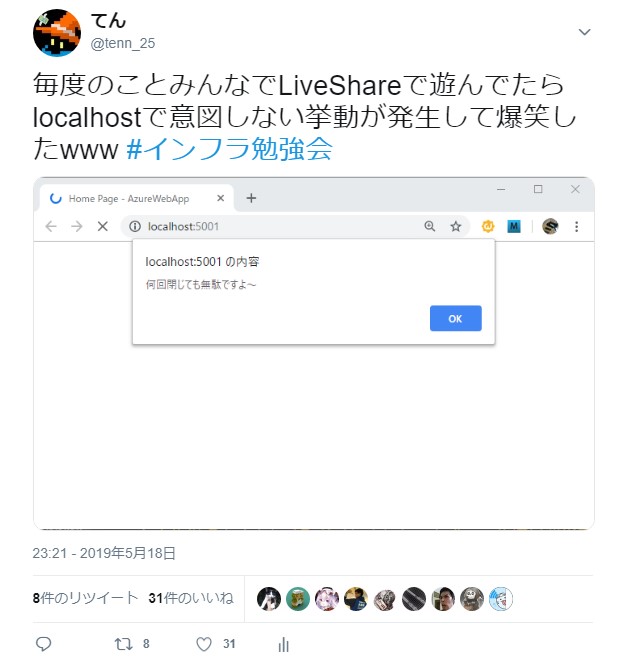 てん
@tenn_25
毎度のことみんなでLiveShareで遊んでたら
localhostで意図しない挙動が発生して爆笑し
たwww #インフラ勉強会
Home Page - AzureWebApp
localhost:5001
localhost:5001 の内容
何回閉じても無駄ですよ～
OK
23:21 - 2019年5月18日
8件のリツイート 31件のいいね
8 31